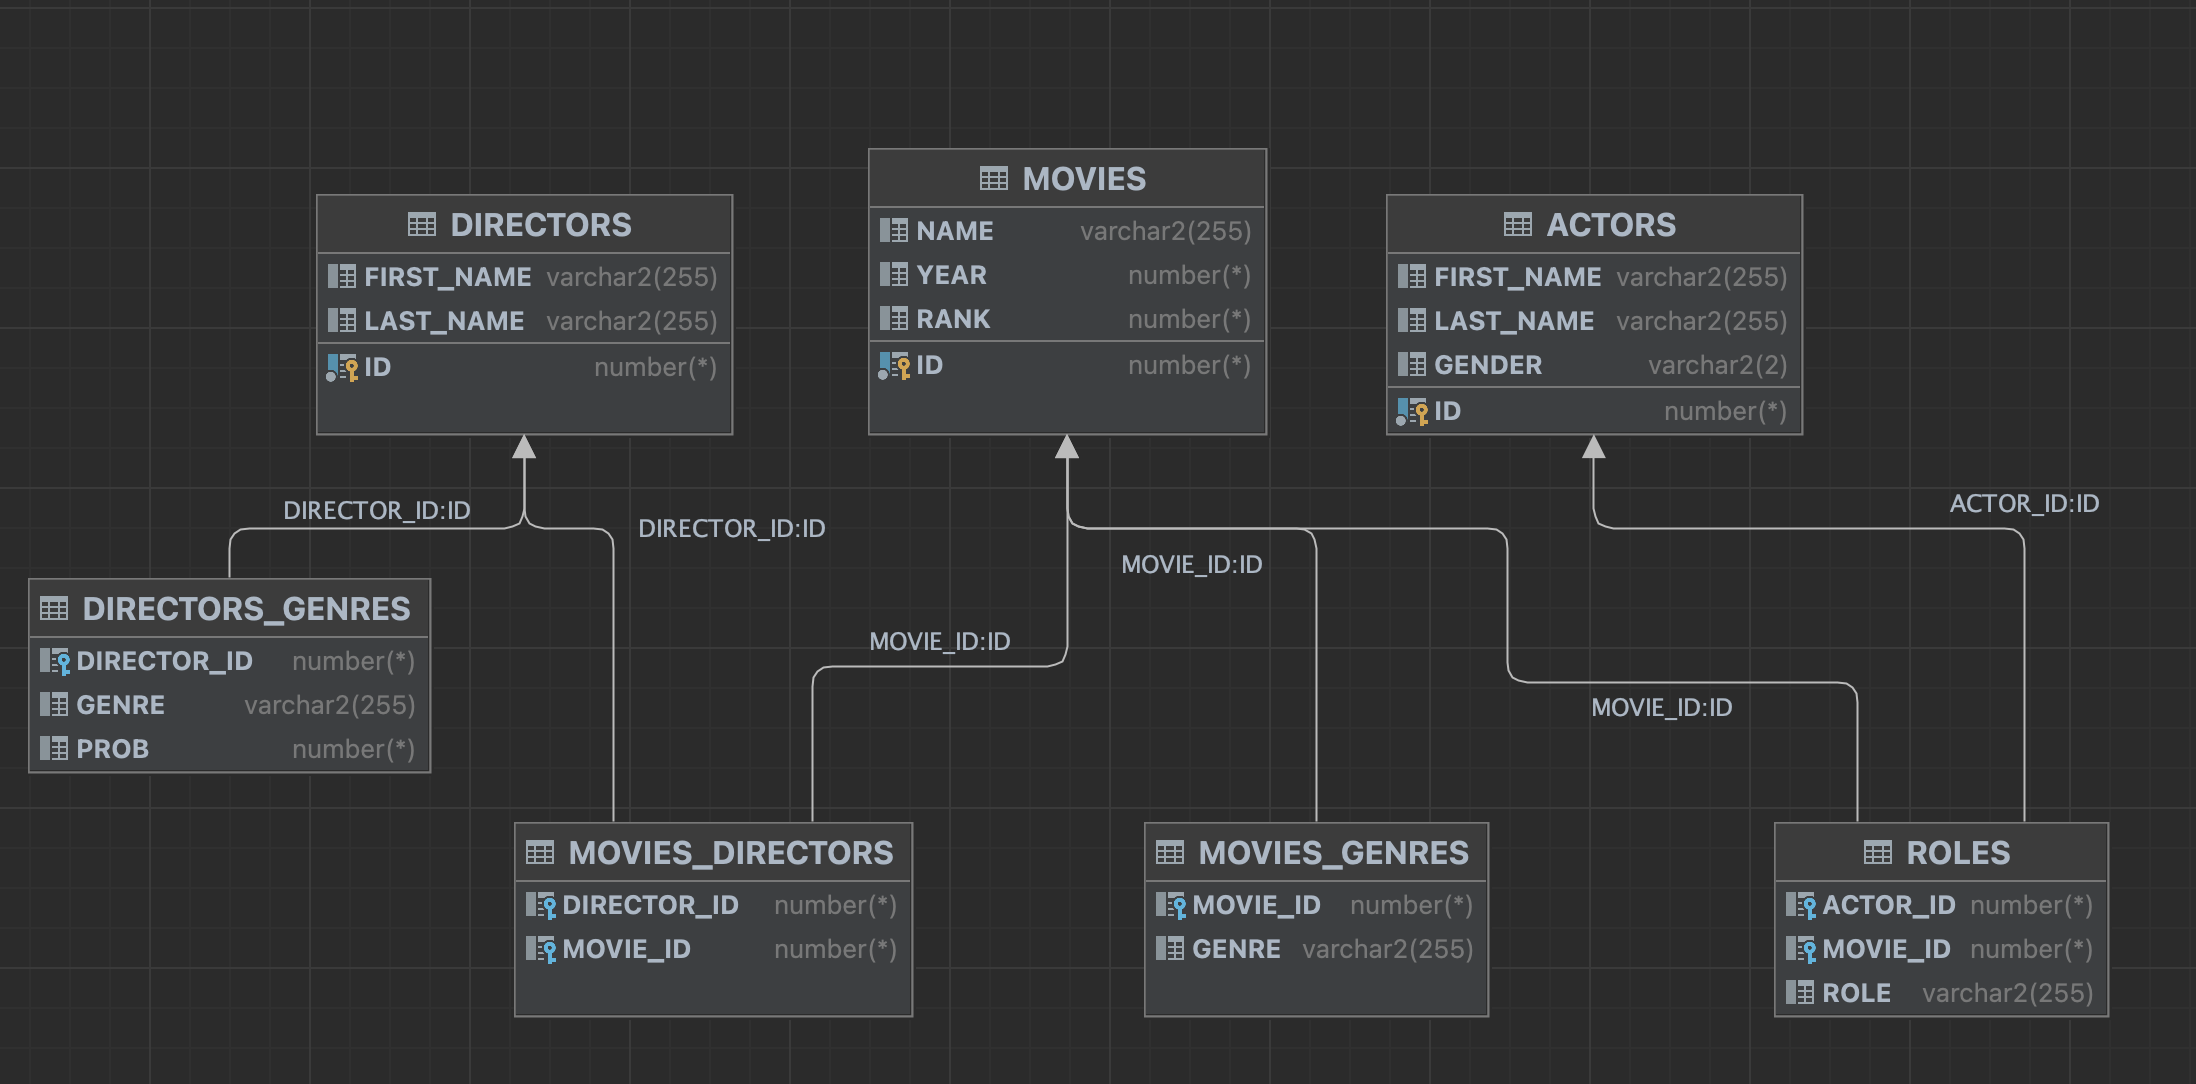 DIRECTORS
FIRST_NAME varchar2(255)
LAST_NAME varchar2(255)
ID number(*)
MOVIES
NAME varchar2(255)
YEAR number(*)
RANK number(*)
ID number(*)
ACTORS
FIRST_NAME varchar2(255)
LAST_NAME varchar2(255)
GENDER varchar2(2)
ID number(*)
DIRECTOR_ID:ID
DIRECTOR_ID:ID
MOVIE_ID:ID
MOVIE_ID:ID
MOVIE_ID:ID
ACTOR_ID:ID
DIRECTORS_GENRES
DIRECTOR_ID number(*)
GENRE varchar2(255)
PROB number(*)
MOVIES_DIRECTORS
DIRECTOR_ID number(*)
MOVIE_ID number(*)
MOVIES_GENRES
MOVIE_ID number(*)
GENRE varchar2(255)
ROLES
ACTOR_ID number(*)
MOVIE_ID number(*)
ROLE varchar2(255)